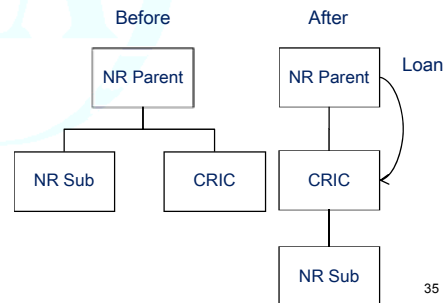 Before
NR Parent
NR Sub
CRIC
After
NR Parent
Loan
CRIC
NR Sub
35